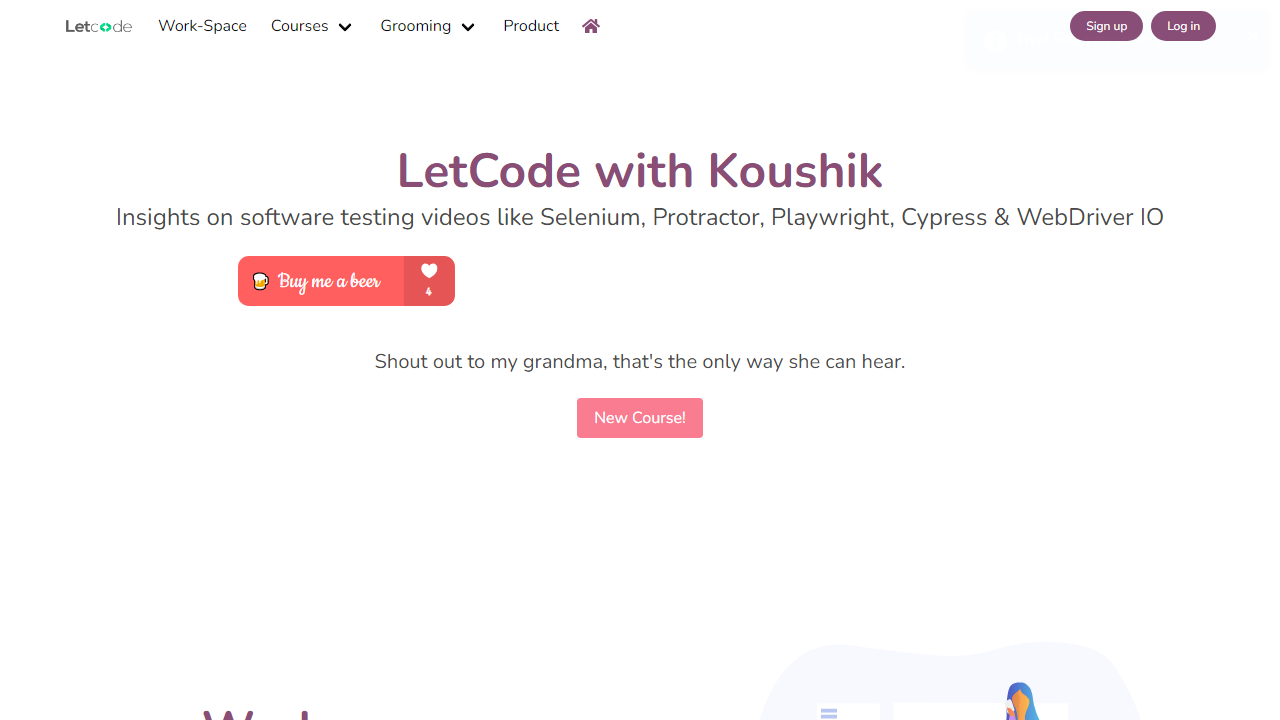 Letcode Work-Space Courses Grooming Product Sign up Log in
LetCode with Koushik
Insights on software testing videos like Selenium, Protractor, Playwright, Cypress & WebDriver IO
Buy me a beer 4
Shout out to my grandma, that's the only way she can hear.
New Course!